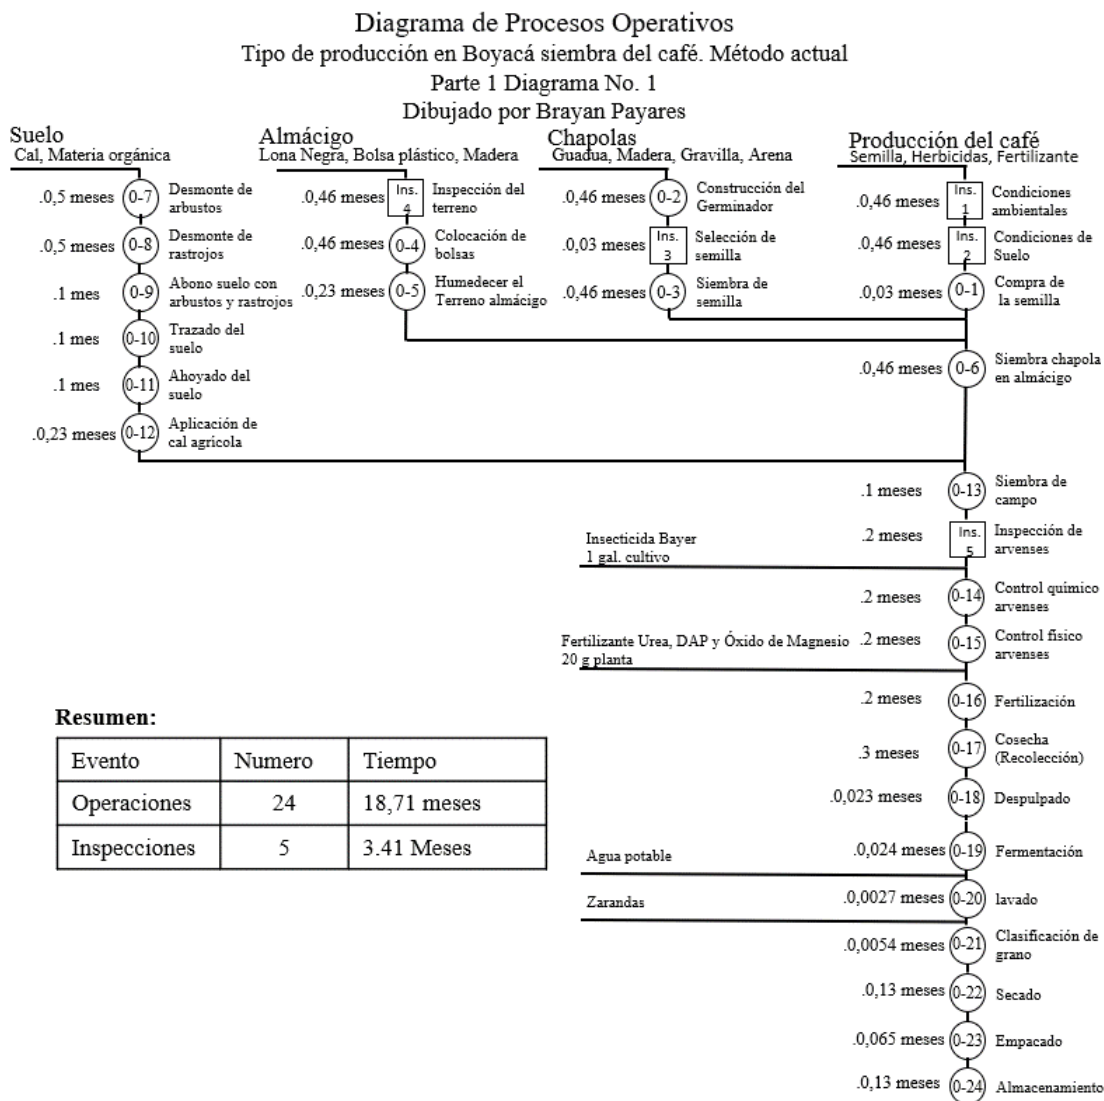 Diagrama de Procesos Operativos
Tipo de producción en Boyacá siembra del café. Método actual
Parte 1 Diagrama No. 1
Dibujado por Brayan Payares
Suelo
Cal, Materia orgánica
.0,5 meses
0-7
Desmonte de
arbustos
.0,5 meses
0-8
Desmonte de
rastrojos
.1 mes
0-9
Abono suelo con
arbustos y rastrojos
.1 mes
0-10
Trazado del
suelo
.1 mes
0-11
Ahoyado del
suelo
.0,23 meses
0-12
Aplicación de
cal agrícola
Almácigo
Lona Negra, Bolsa plástico, Madera
.0,46 meses
Ins.
4
Inspección del
terreno
.0,46 meses
0-4
Colocación de
bolsas
.0,23 meses
0-5
Humedecer el
Terreno almácigo
Chapolas
Guadua, Madera, Gravilla, Arena
.0,46 meses
0-2
Construcción del
Germinador
.0,03 meses
Ins.
3
Selección de
semilla
.0,46 meses
0-3
Siembra de
semilla
Producción del café
Semilla, Herbicidas, Fertilizante
.0,46 meses
Ins.
1
Condiciones
ambientales
.0,46 meses
Ins.
2
Condiciones de
Suelo
.0,03 meses
0-1
Compra de
la semilla
.0,46 meses
0-6
Siembra chapola
en almácigo
.1 meses
0-13
Siembra de
campo
.2 meses
Ins.
5
Inspección de
arvenses
Insecticida Bayer
1 gal. cultivo
.2 meses
0-14
Control químico
arvenses
.2 meses
0-15
Control físico
arvenses
Fertilizante Urea, DAP y Óxido de Magnesio
20 g planta
.2 meses
0-16
Fertilización
.3 meses
0-17
Cosecha
(Recolección)
.0,023 meses
0-18
Despulpado
.0,024 meses
0-19
Fermentación
Agua potable
.0,0027 meses
0-20
lavado
Zarandas
.0,0054 meses
0-21
Clasificación de
grano
.0,13 meses
0-22
Secado
.0,065 meses
0-23
Empacado
.0,13 meses
0-24
Almacenamiento
Resumen:
Evento Numero Tiempo
Operaciones 24 18,71 meses
Inspecciones 5 3.41 Meses